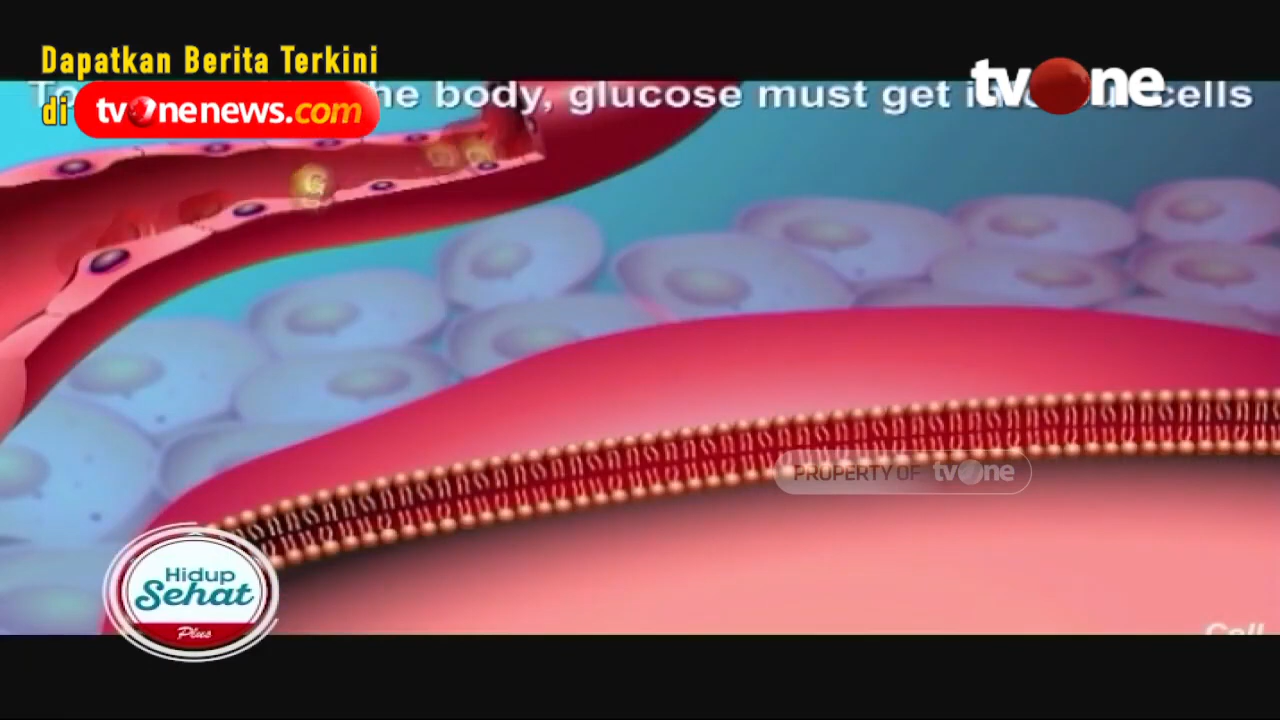 Dapatkan Berita Terkini
di tvOnenews.com
tvOne
he body, glucose must get cells
PROPERTY OF tvOne
Hidup
Sehat
Plus
Cell